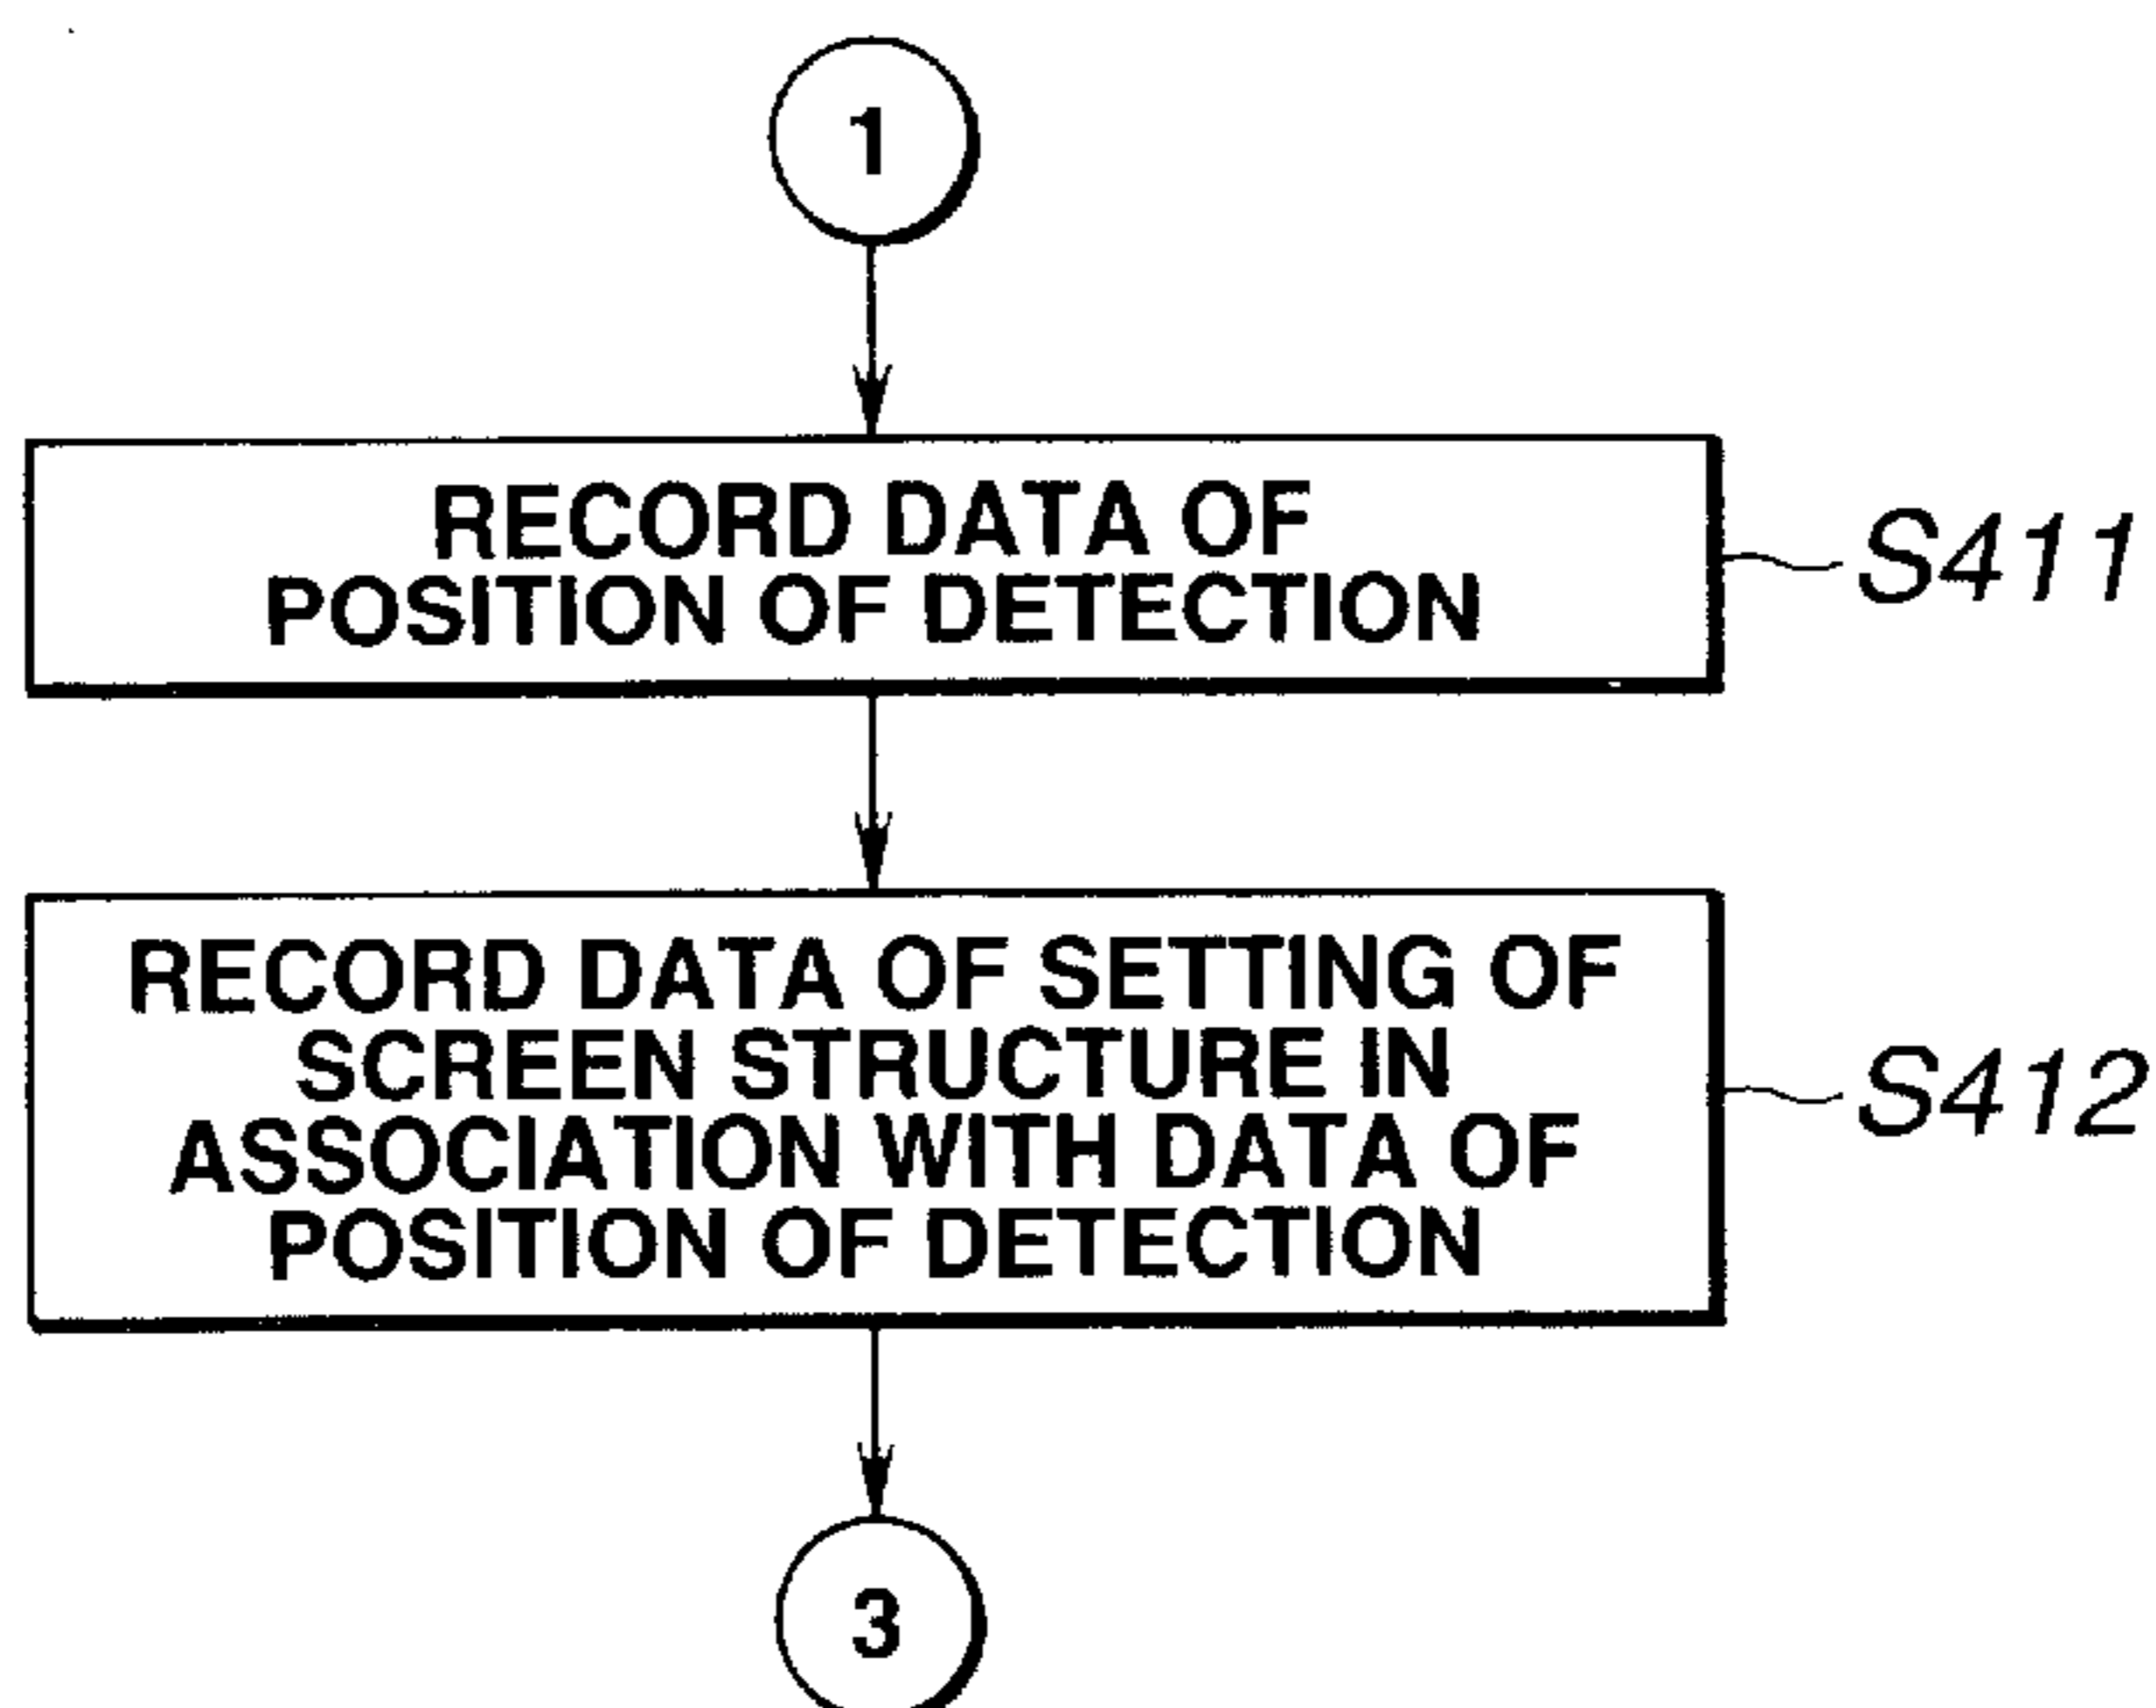 1
RECORD DATA OF
POSITION OF DETECTION
S411
RECORD DATA OF SETTING OF
SCREEN STRUCTURE IN
ASSOCIATION WITH DATA OF
POSITION OF DETECTION
S412
3